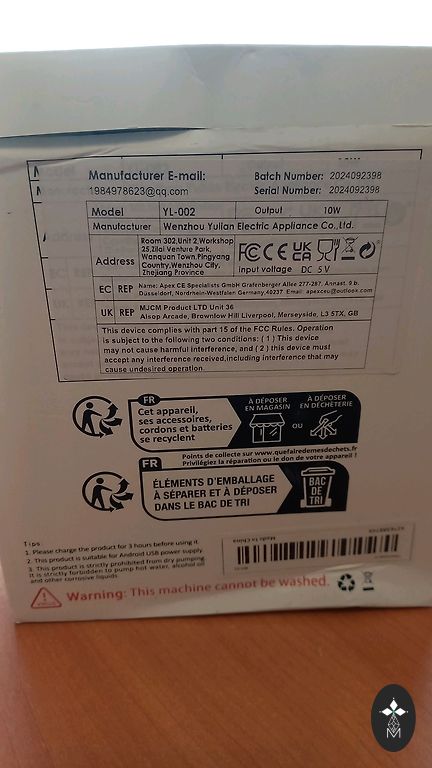 Manufacturer E-mail:
1984978623@qq.com
Batch Number: 2024092398
Serial Number: 2024092398
Model YL-002 Output 10W
Manufacturer Wenzhou Yulian Electric Appliance Co.,Ltd.
Address
Room 302,Unit 2,Workshop
25,Zilai Venture Park,
Wanquan Town,Pingyang
Country,Wenzhou City,
Zhejiang Province
FC CE UK
CA
input voltage DC 5V
EC REP
Name: Apex CE Specialists GmbH Grafenberger Allee 277-287, Annast. 9 b.
Düsseldorf, Nordrhein-Westfalen Germany,40237 Email: apexceu@outlook.com
UK REP
MJCM Product LTD Unit 36
Alsop Arcade, Brownlow Hill Liverpool, Merseyside, L3 5TX, GB
This device complies with part 15 of the FCC Rules. Operation
is subject to the following two conditions: ( 1 ) This device
may not cause harmful interference, and ( 2 ) this device must
accept any interference received,including interference that may
cause undesired operation.
FR
Cet appareil,
ses accessoires,
cordons et batteries
se recyclent
À DÉPOSER
EN MAGASIN
OU
À DÉPOSER
EN DÉCHÈTERIE
Points de collecte sur www.quefairedemesdechets.fr
Privilégiez la réparation ou le don de votre appareil !
FR
ÉLÉMENTS D'EMBALLAGE
À SÉPARER ET À DÉPOSER
DANS LE BAC DE TRI
BAC
DE
TRI
Tips:
1. Please charge the product for 3 hours before using it.
2. This product is suitable for Android USB power supply.
3. This product is strictly prohibited from dry pumping.
It is strictly forbidden to pump hot water, alcohol oil
and other corrosive liquids
Made in China
Warning: This machine cannot be washed.
M